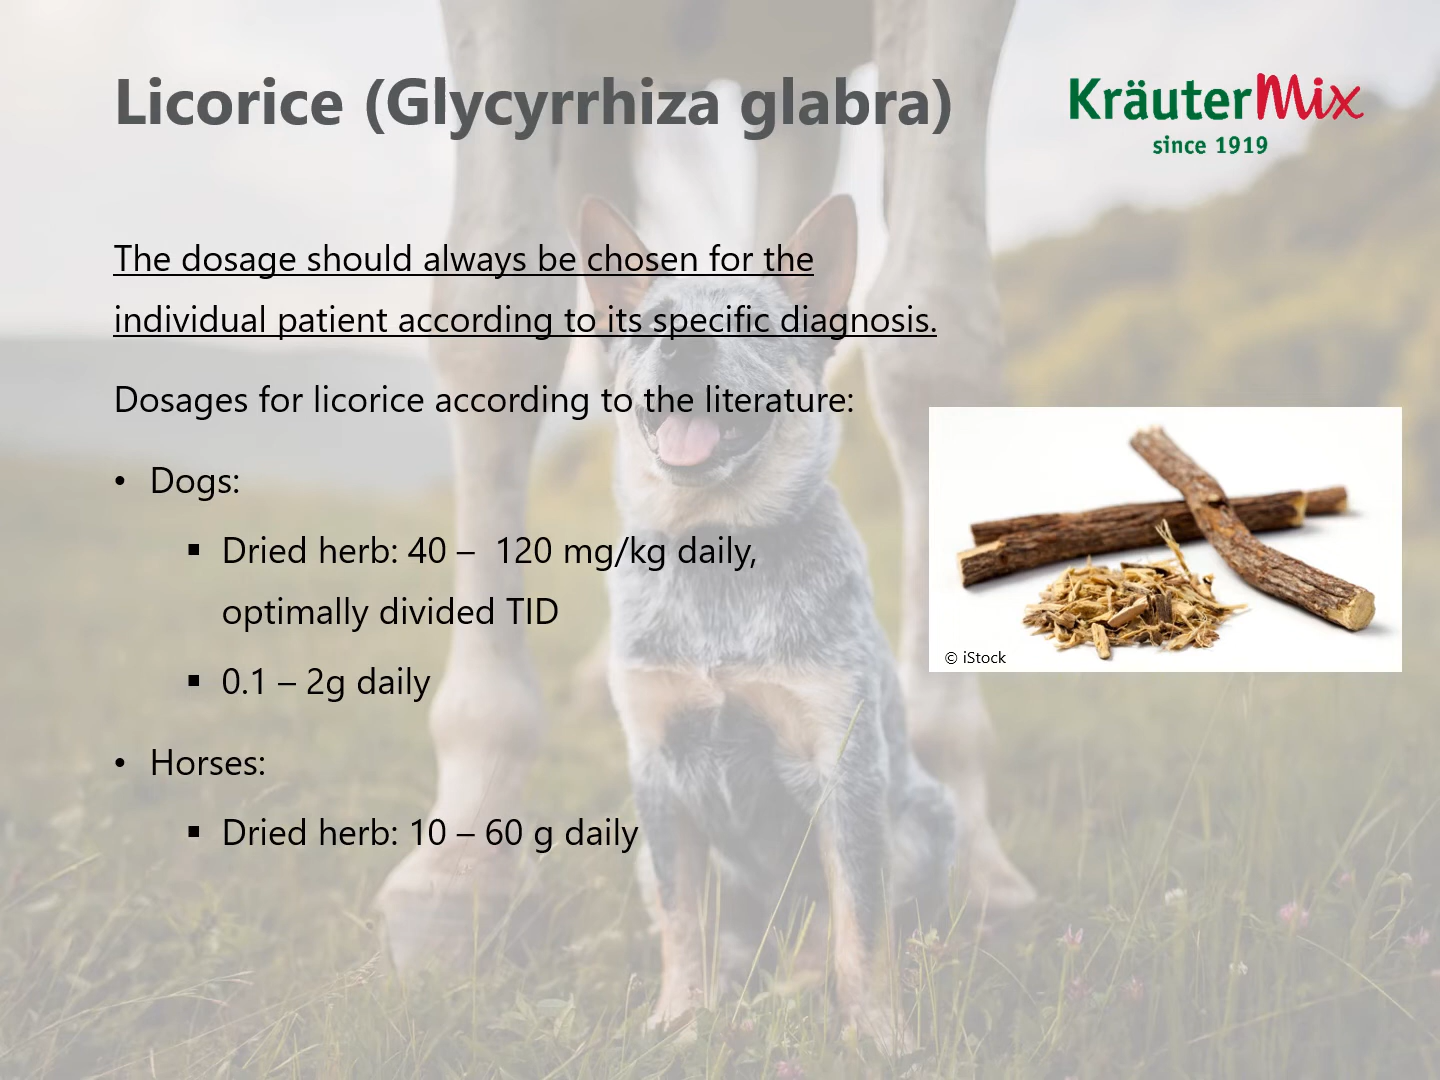 Licorice (Glycyrrhiza glabra)
KräuterMix
since 1919
The dosage should always be chosen for the
individual patient according to its specific diagnosis.
Dosages for licorice according to the literature:
• Dogs:
▪ Dried herb: 40 – 120 mg/kg daily,
optimally divided TID
▪ 0.1 – 2g daily
• Horses:
▪ Dried herb: 10 – 60 g daily
© iStock